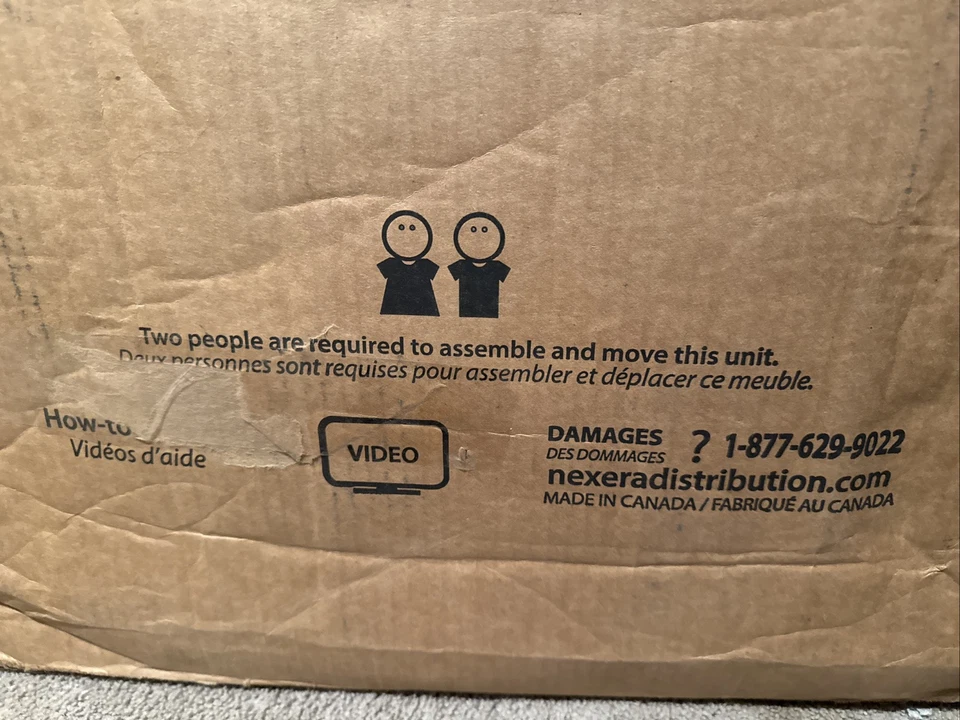 Two people are required to assemble and move this unit.
Deux personnes sont requises pour assembler et déplacer ce meuble.
How-to
Vidéos d'aide
VIDEO
DAMAGES ? 1-877-629-9022
DES DOMMAGES
nexeradistribution.com
MADE IN CANADA / FABRIQUÉ AU CANADA